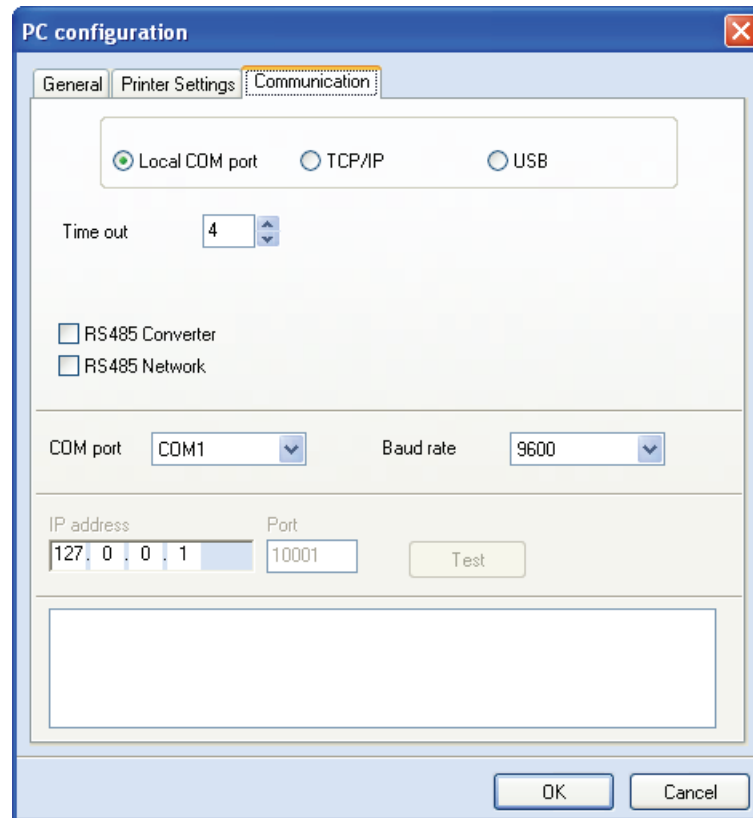 PC configuration
General Printer Settings Communication
Local COM port TCP/IP USB
Time out 4
RS485 Converter
RS485 Network
COM port COM1 Baud rate 9600
IP address Port
127. 0 . 0 . 1 10001 Test
OK Cancel